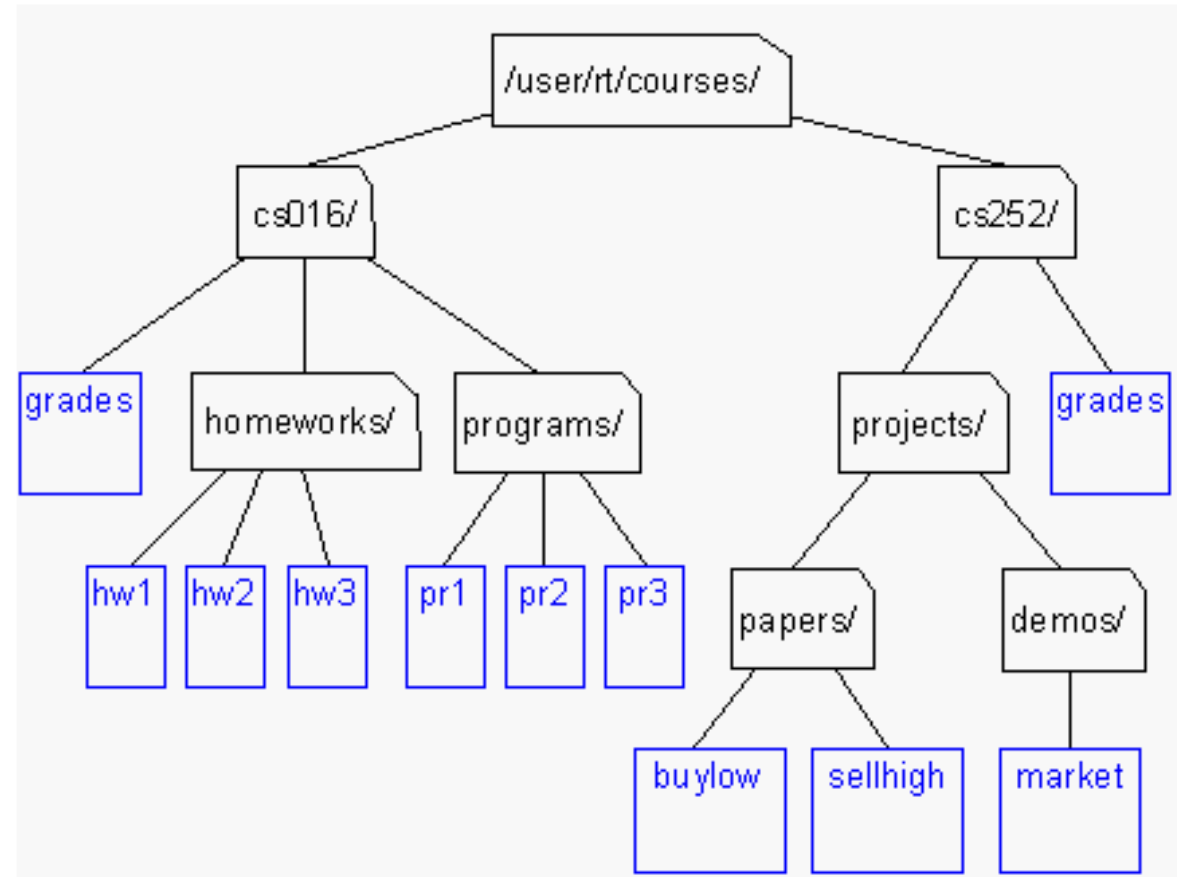 /user/rt/courses/
cs016/
cs252/
grades
homeworks/
programs/
projects/
grades
hw1
hw2
hw3
pr1
pr2
pr3
papers/
demos/
buylow
sellhigh
market